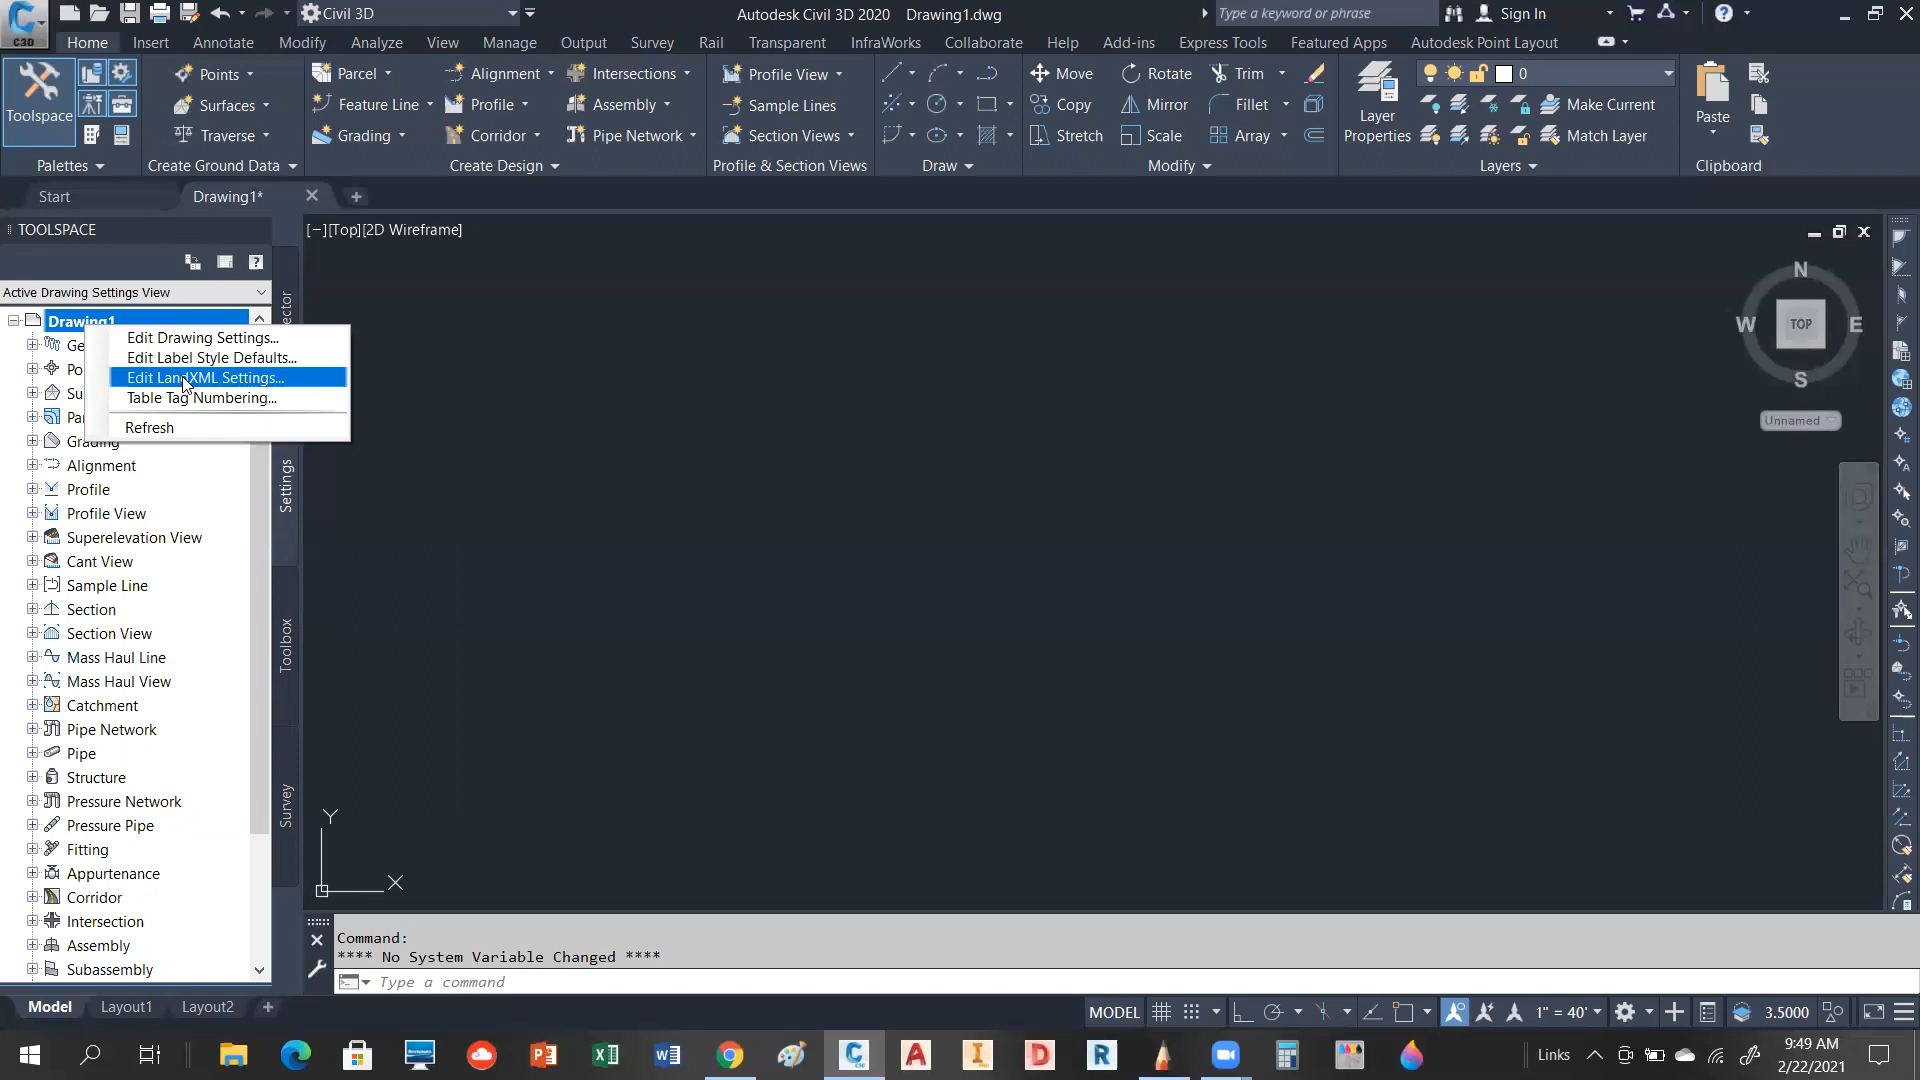 C3D
Civil 3D
Autodesk Civil 3D 2020 Drawing1.dwg
Type a keyword or phrase
Sign In
Home Insert Annotate Modify Analyze View Manage Output Survey Rail Transparent InfraWorks Collaborate Help Add-ins Express Tools Featured Apps Autodesk Point Layout
Toolspace
Palettes
Points
Surfaces
Traverse
Create Ground Data
Parcel
Feature Line
Grading
Alignment
Profile
Corridor
Intersections
Assembly
Pipe Network
Create Design
Profile View
Sample Lines
Section Views
Profile & Section Views
Draw
Move
Copy
Stretch
Rotate
Mirror
Scale
Trim
Fillet
Array
Modify
Layer
Properties
0
Make Current
Match Layer
Layers
Paste
Clipboard
Start
Drawing1*
TOOLSPACE
Active Drawing Settings View
Drawing1
Ge
Po
Su
Par
Grading
Alignment
Profile
Profile View
Superelevation View
Cant View
Sample Line
Section
Section View
Mass Haul Line
Mass Haul View
Catchment
Pipe Network
Pipe
Structure
Pressure Network
Pressure Pipe
Fitting
Appurtenance
Corridor
Intersection
Assembly
Subassembly
Edit Drawing Settings...
Edit Label Style Defaults...
Edit LandXML Settings...
Table Tag Numbering...
Refresh
ector
Settings
Toolbox
Survey
[−][Top][2D Wireframe]
N
W TOP E
S
Unnamed
Y
X
Command:
**** No System Variable Changed ****
Type a command
Model Layout1 Layout2
MODEL
1" = 40'
3.5000
Links
9:49 AM
2/22/2021